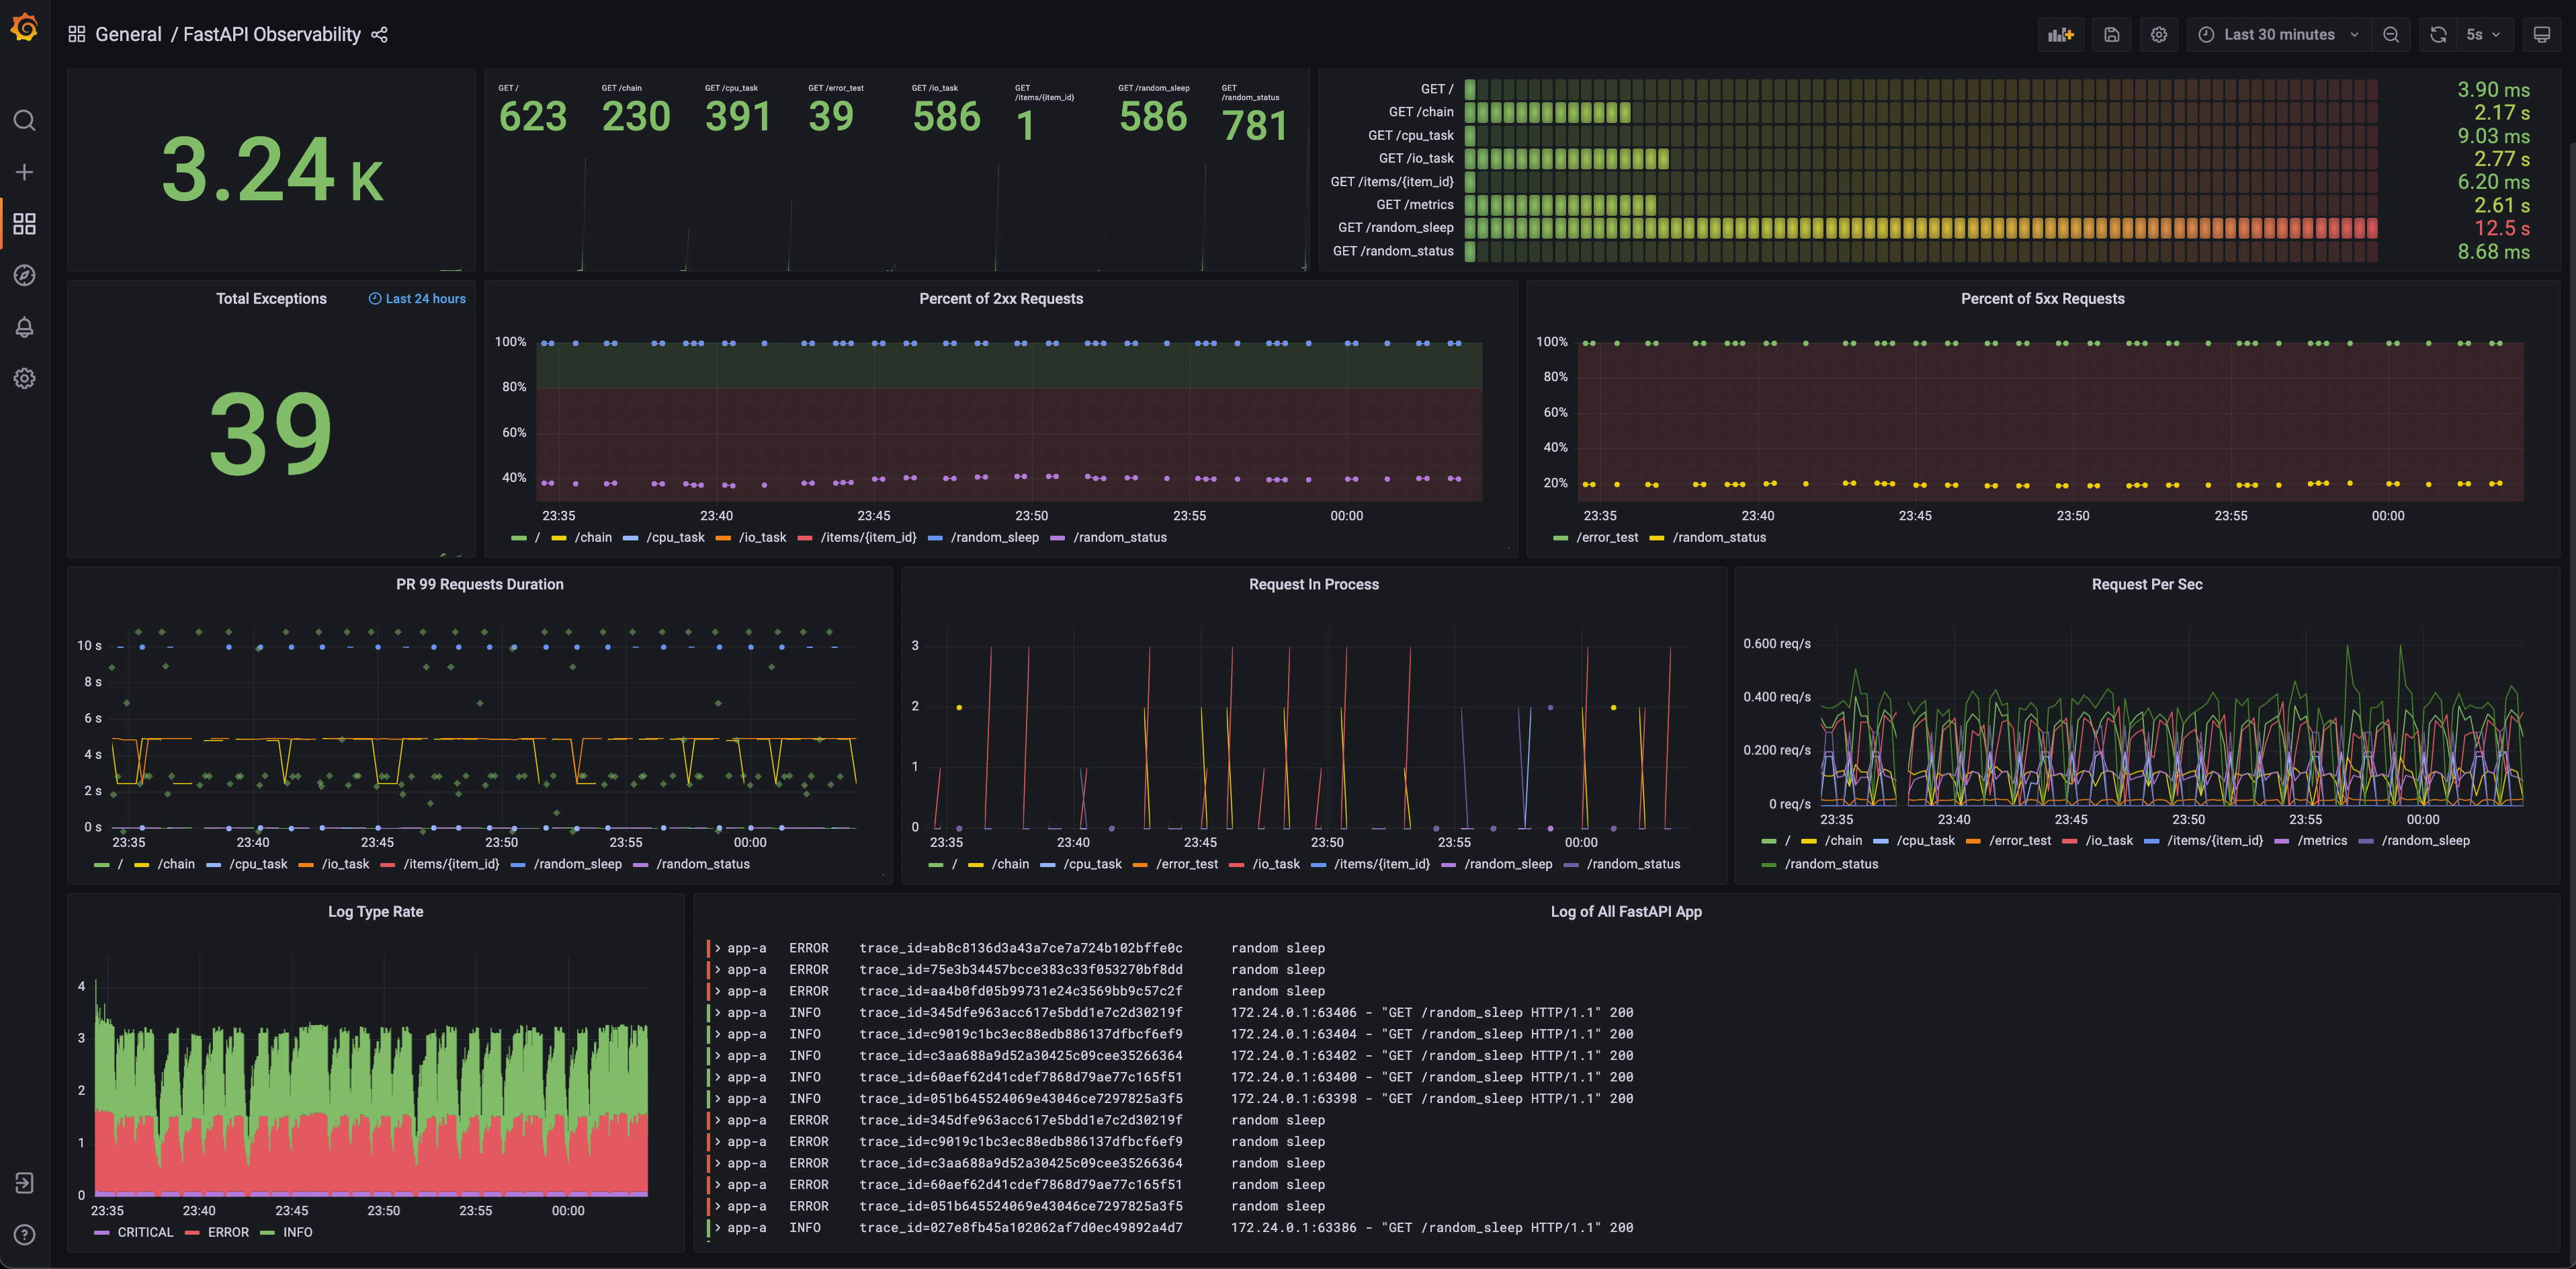 General / FastAPI Observability
Last 30 minutes
5s
3.24 K
GET /
623
GET /chain
230
GET /cpu_task
391
GET /error_test
39
GET /io_task
586
GET
/items/{item_id}
1
GET /random_sleep
586
GET
/random_status
781
GET / 3.90 ms
GET /chain 2.17 s
GET /cpu_task 9.03 ms
GET /io_task 2.77 s
GET /items/{item_id} 6.20 ms
GET /metrics 2.61 s
GET /random_sleep 12.5 s
GET /random_status 8.68 ms
Total Exceptions
Last 24 hours
39
Percent of 2xx Requests
100%
80%
60%
40%
23:35 23:40 23:45 23:50 23:55 00:00
/ /chain /cpu_task /io_task /items/{item_id} /random_sleep /random_status
Percent of 5xx Requests
100%
80%
60%
40%
20%
23:35 23:40 23:45 23:50 23:55 00:00
/error_test /random_status
PR 99 Requests Duration
10 s
8 s
6 s
4 s
2 s
0 s
23:35 23:40 23:45 23:50 23:55 00:00
/ /chain /cpu_task /io_task /items/{item_id} /random_sleep /random_status
Request In Process
3
2
1
0
23:35 23:40 23:45 23:50 23:55 00:00
/ /chain /cpu_task /error_test /io_task /items/{item_id} /random_sleep /random_status
Request Per Sec
0.600 req/s
0.400 req/s
0.200 req/s
0 req/s
23:35 23:40 23:45 23:50 23:55 00:00
/ /chain /cpu_task /error_test /io_task /items/{item_id} /metrics /random_sleep
/random_status
Log Type Rate
4
3
2
1
0
23:35 23:40 23:45 23:50 23:55 00:00
CRITICAL ERROR INFO
Log of All FastAPI App
app-a ERROR trace_id=ab8c8136d3a43a7ce7a724b102bffe0c random sleep
app-a ERROR trace_id=75e3b34457bcce383c33f053270bf8dd random sleep
app-a ERROR trace_id=aa4b0fd05b99731e24c3569bb9c57c2f random sleep
app-a INFO trace_id=345dfe963acc617e5bdd1e7c2d30219f 172.24.0.1:63406 - "GET /random_sleep HTTP/1.1" 200
app-a INFO trace_id=c9019c1bc3ec88edb886137dfbcf6ef9 172.24.0.1:63404 - "GET /random_sleep HTTP/1.1" 200
app-a INFO trace_id=c3aa688a9d52a30425c09cee35266364 172.24.0.1:63402 - "GET /random_sleep HTTP/1.1" 200
app-a INFO trace_id=60aef62d41cdef7868d79ae77c165f51 172.24.0.1:63400 - "GET /random_sleep HTTP/1.1" 200
app-a INFO trace_id=051b645524069e43046ce7297825a3f5 172.24.0.1:63398 - "GET /random_sleep HTTP/1.1" 200
app-a ERROR trace_id=345dfe963acc617e5bdd1e7c2d30219f random sleep
app-a ERROR trace_id=c9019c1bc3ec88edb886137dfbcf6ef9 random sleep
app-a ERROR trace_id=c3aa688a9d52a30425c09cee35266364 random sleep
app-a ERROR trace_id=60aef62d41cdef7868d79ae77c165f51 random sleep
app-a ERROR trace_id=051b645524069e43046ce7297825a3f5 random sleep
app-a INFO trace_id=027e8fb45a102062af7d0ec49892a4d7 172.24.0.1:63386 - "GET /random_sleep HTTP/1.1" 200